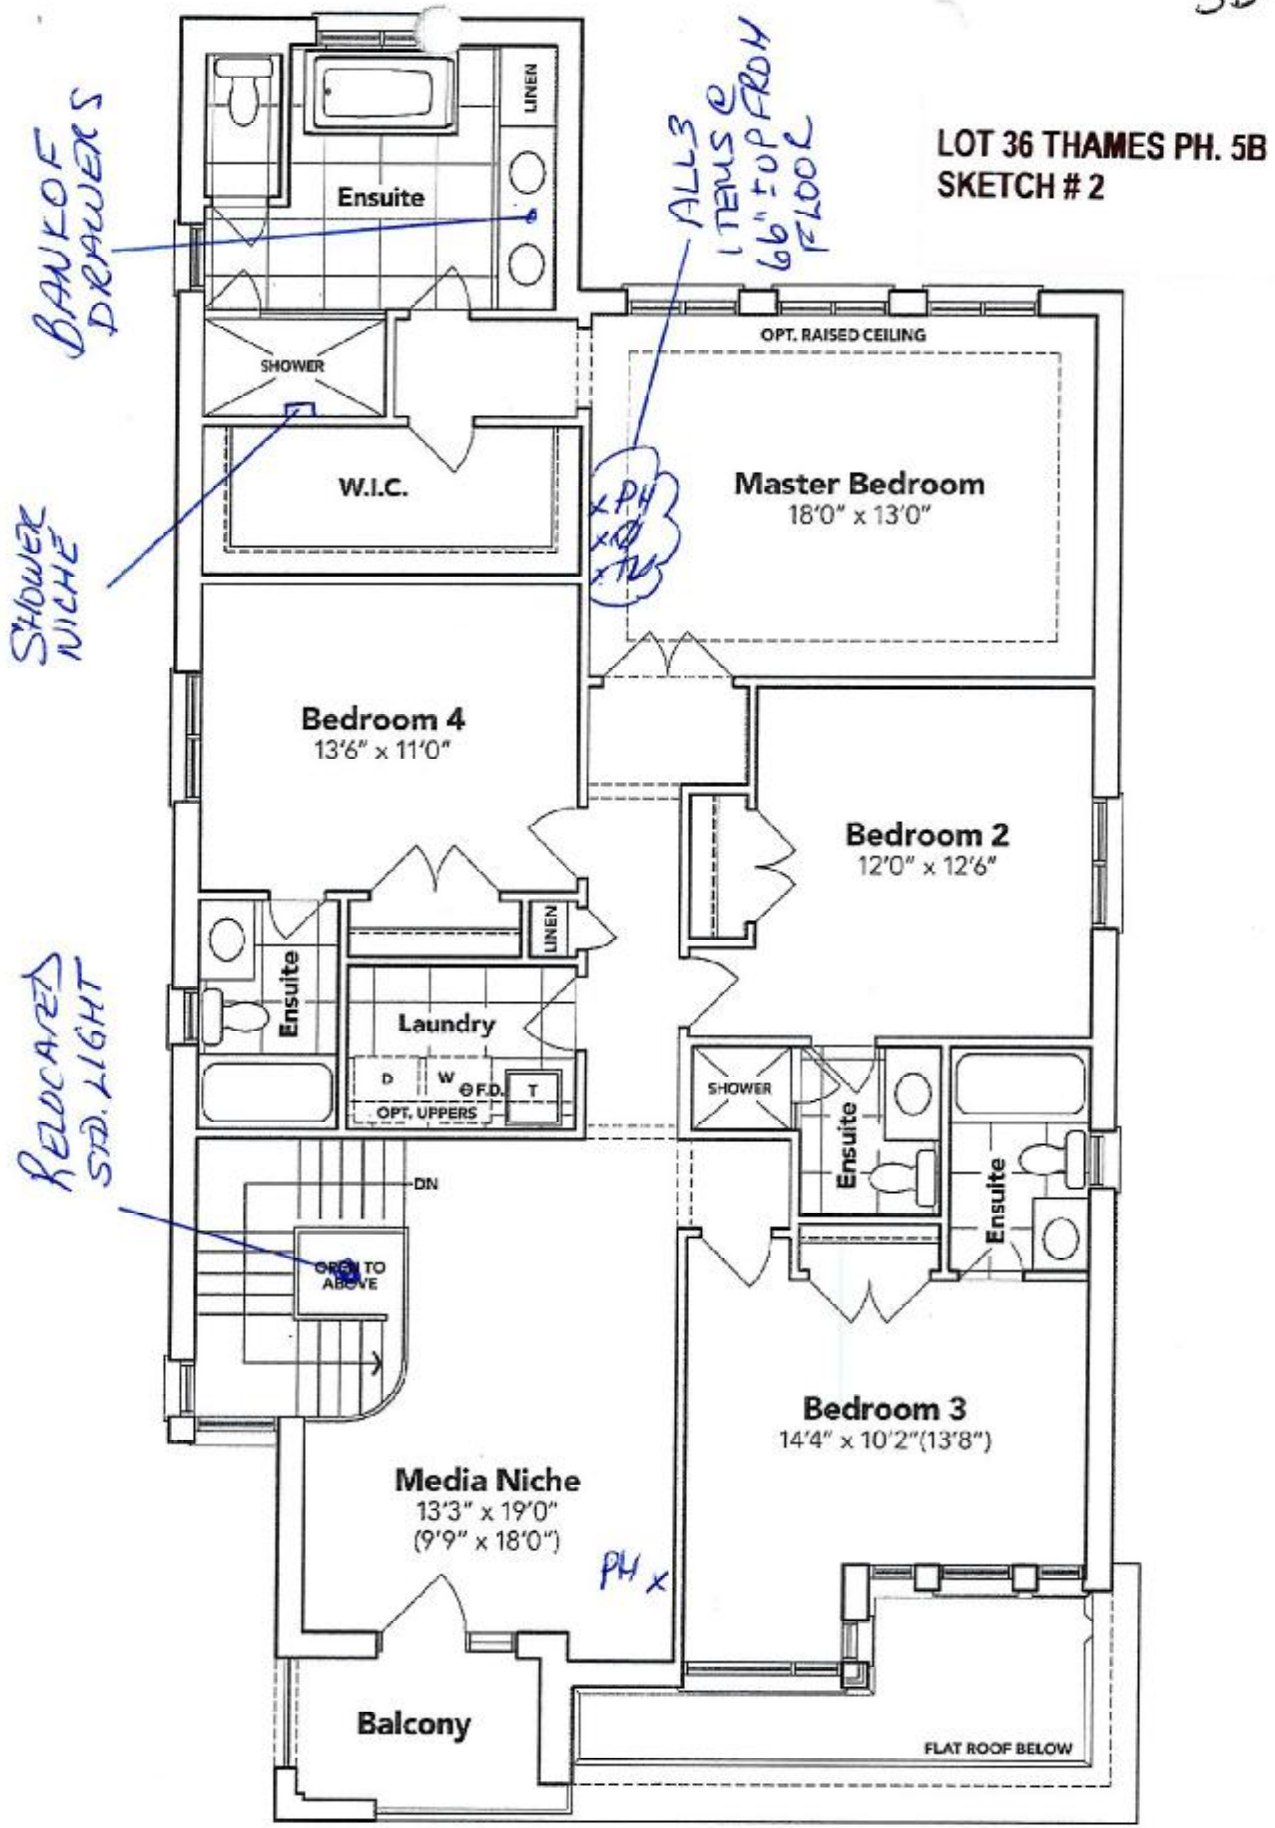 5B
LOT 36 THAMES PH. 5B
SKETCH # 2
BANK OF
DRAWERS
LINEN
Ensuite
ALL 3
ITEMS @
66" ± UP FROM
FLOOR
OPT. RAISED CEILING
SHOWER
W.I.C.
Master Bedroom
18'0" x 13'0"
x PH
SHOWER
NICHE
Bedroom 4
13'6" x 11'0"
Bedroom 2
12'0" x 12'6"
LINEN
Ensuite
Laundry
D
W
F.D.
T
OPT. UPPERS
SHOWER
Ensuite
Ensuite
RELOCATED
STD. LIGHT
DN
OPEN TO
ABOVE
Bedroom 3
14'4" x 10'2"(13'8")
Media Niche
13'3" x 19'0"
(9'9" x 18'0")
PH x
Balcony
FLAT ROOF BELOW